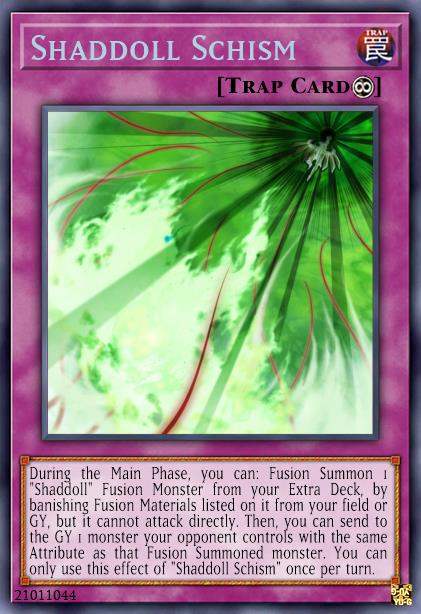 Shaddoll Schism
TRAP
罠
[Trap Card]
During the Main Phase, you can: Fusion Summon 1
"Shaddoll" Fusion Monster from your Extra Deck, by
banishing Fusion Materials listed on it from your field or
GY, but it cannot attack directly. Then, you can send to
the GY 1 monster your opponent controls with the same
Attribute as that Fusion Summoned monster. You can
only use this effect of "Shaddoll Schism" once per turn.
21011044